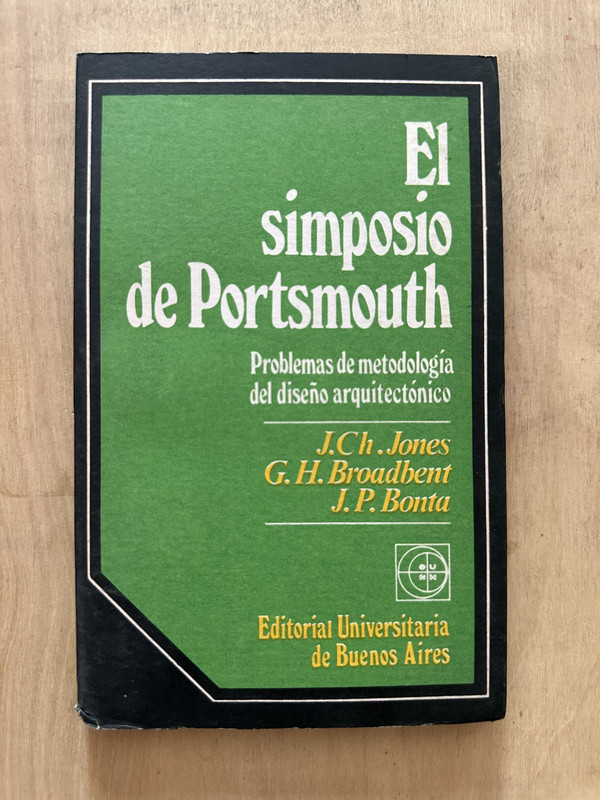 El
simposio
de Portsmouth
Problemas de metodología
del diseño arquitectónico
J.Ch.Jones
G.H.Broadbent
J.P.Bonta
Editorial Universitaria
de Buenos Aires